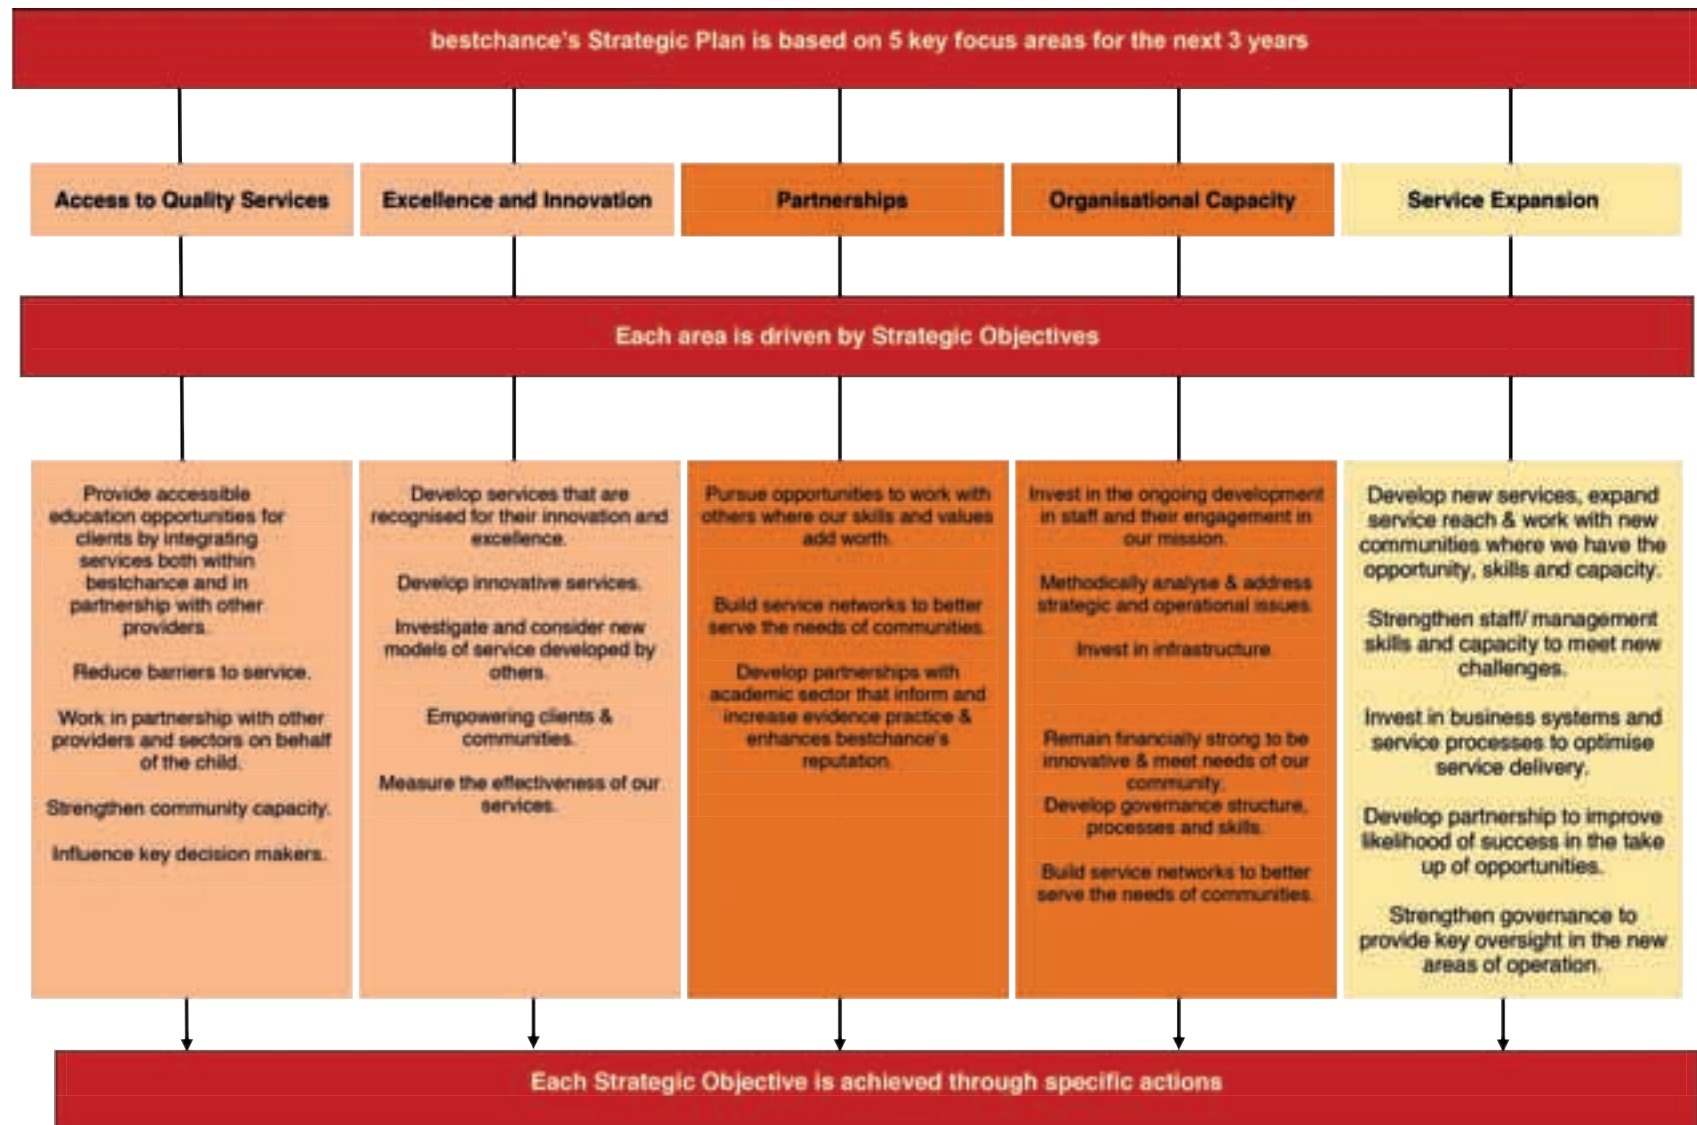 bestchance's Strategic Plan is based on 5 key focus areas for the next 3 years
Access to Quality Services
Excellence and Innovation
Partnerships
Organisational Capacity
Service Expansion
Each area is driven by Strategic Objectives
Provide accessible
education opportunities for
clients by integrating
services both within
bestchance and in
partnership with other
providers.
Reduce barriers to service.
Work in partnership with other
providers and sectors on behalf
of the child.
Strengthen community capacity.
Influence key decision makers.
Develop services that are
recognised for their innovation and
excellence.
Develop innovative services.
Investigate and consider new
models of service developed by
others.
Empowering clients &
communities.
Measure the effectiveness of our
services.
Pursue opportunities to work with
others where our skills and values
add worth.
Build service networks to better
serve the needs of communities.
Develop partnerships with
academic sector that inform and
increase evidence practice &
enhances bestchance's
reputation.
Invest in the ongoing development
in staff and their engagement in
our mission.
Methodically analyse & address
strategic and operational issues.
Invest in infrastructure.
Remain financially strong to be
innovative & meet needs of our
community.
Develop governance structure,
processes and skills.
Build service networks to better
serve the needs of communities.
Develop new services, expand
service reach & work with new
communities where we have the
opportunity, skills and capacity.
Strengthen staff/ management
skills and capacity to meet new
challenges.
Invest in business systems and
service processes to optimise
service delivery.
Develop partnership to improve
likelihood of success in the take
up of opportunities.
Strengthen governance to
provide key oversight in the new
areas of operation.
Each Strategic Objective is achieved through specific actions